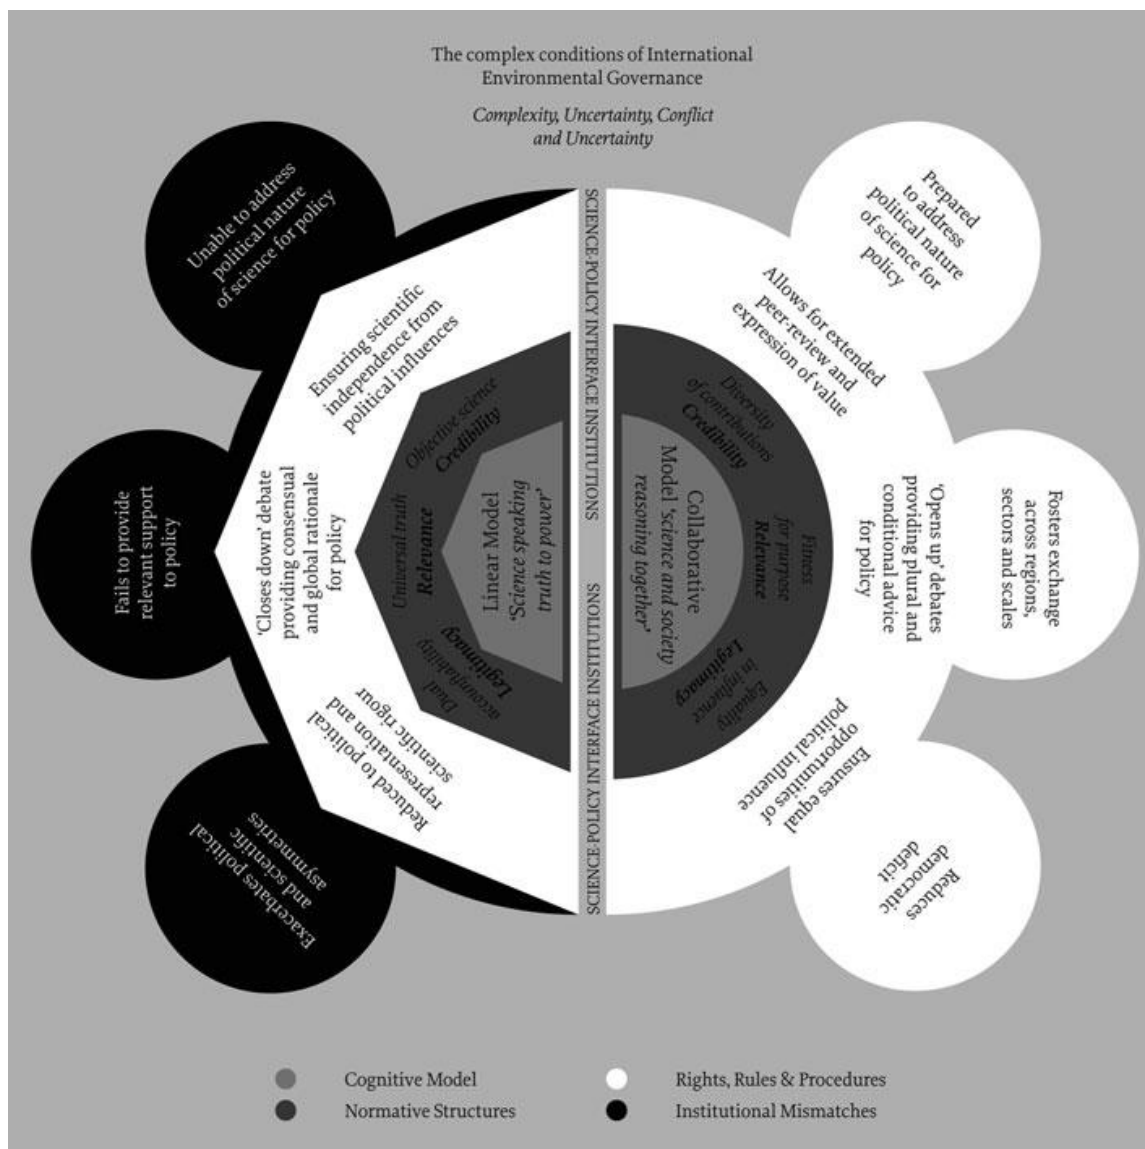 The complex conditions of International
Environmental Governance
Complexity, Uncertainty, Conflict
and Uncertainty
Unable to address
political nature
of science for policy
Ensuring scientific
independence from
political influences
Objective science
Credibility
Fails to provide
relevant support
to policy
'Closes down' debate
providing consensual
and global rationale
for policy
Universal truth
Relevance
Linear Model
'Science speaking
truth to power'
Dual
accountability
Legitimacy
Reduced to political
representation and
scientific rigour
Exacerbates political
and scientific
asymmetries
SCIENCE-POLICY INTERFACE INSTITUTIONS
SCIENCE-POLICY INTERFACE INSTITUTIONS
Prepared
to address
political nature
of science for
policy
Allows for extended
peer-review and
expression of value
Diversity
of contributions
Credibility
Collaborative
Model 'science and society
reasoning together'
Fitness
for purpose
Relevance
'Opens up' debates
providing plural and
conditional advice
for policy
Fosters exchange
across regions,
sectors and scales
Equality
in influence
Legitimacy
Ensures equal
opportunities of
political influence
Reduces
democratic
deficit
Cognitive Model
Normative Structures
Rights, Rules & Procedures
Institutional Mismatches